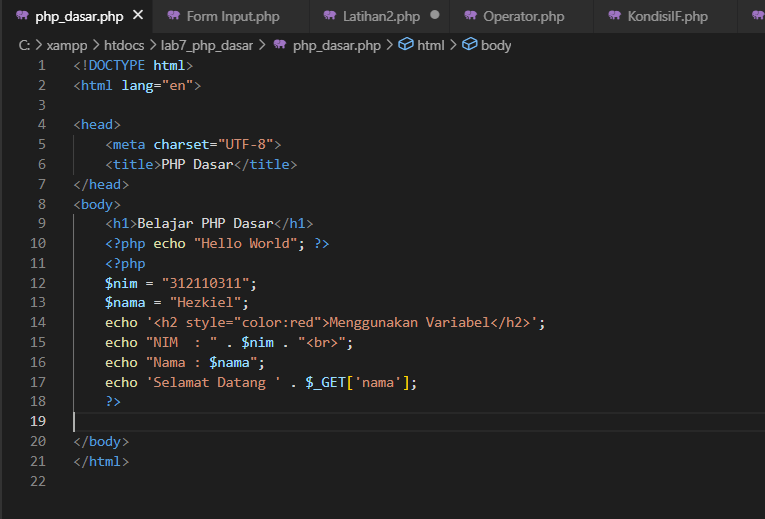 php_dasar.php Form Input.php Latihan2.php Operator.php KondisiIF.php
C: > xampp > htdocs > lab7_php_dasar > php_dasar.php > html > body
1 <!DOCTYPE html>
2 <html lang="en">
3
4 <head>
5     <meta charset="UTF-8">
6     <title>PHP Dasar</title>
7 </head>
8 <body>
9     <h1>Belajar PHP Dasar</h1>
10     <?php echo "Hello World"; ?>
11     <?php
12     $nim = "312110311";
13     $nama = "Hezkiel";
14     echo '<h2 style="color:red">Menggunakan Variabel</h2>';
15     echo "NIM  : " . $nim . "<br>";
16     echo "Nama : $nama";
17     echo 'Selamat Datang ' . $_GET['nama'];
18     ?>
19
20 </body>
21 </html>
22